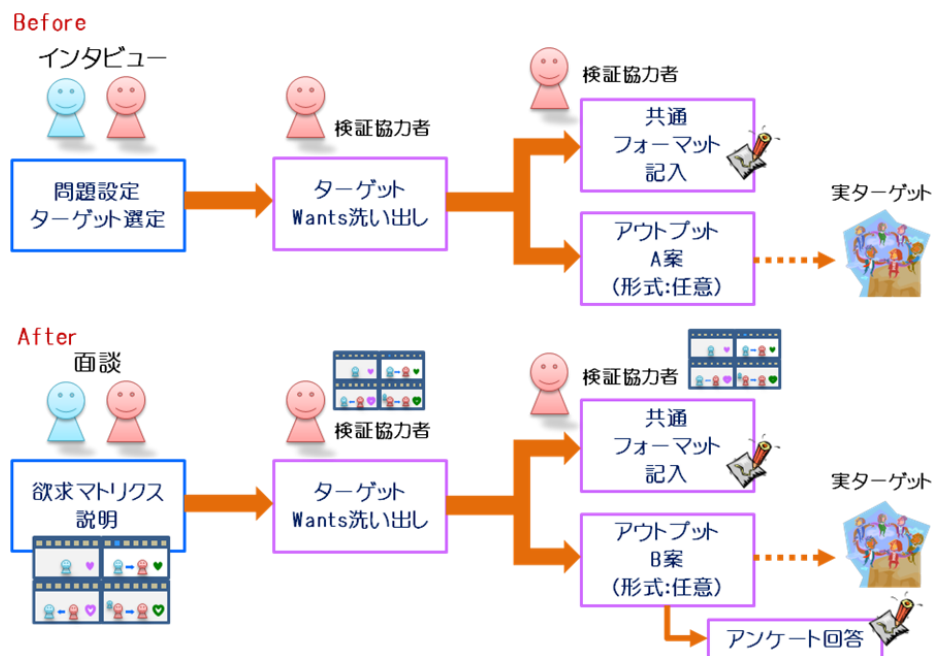 Before
インタビュー
検証協力者
検証協力者
問題設定
ターゲット選定
ターゲット
Wants洗い出し
共通
フォーマット
記入
アウトプット
A案
(形式:任意)
実ターゲット
After
面談
検証協力者
検証協力者
欲求マトリクス
説明
ターゲット
Wants洗い出し
共通
フォーマット
記入
アウトプット
B案
(形式:任意)
実ターゲット
アンケート回答